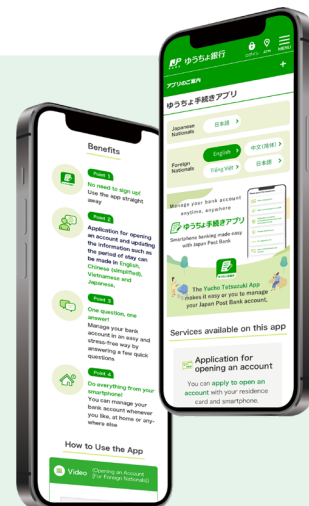 Benefits
Point 1
No need to sign up!
Use the app straight
away
Point 2
Application for opening
an account and updating
the information such as
the period of stay can
be made in English,
Chinese (simplified),
Vietnamese and
Japanese.
Point 3
One question, one
answer!
Manage your bank
account in an easy and
stress-free way by
answering a few quick
questions
Point 4
Do everything from your
smartphone!
You can manage your
bank account whenever
you like, at home or any-
where else
How to Use the App
Video
(Opening an Account
(For Foreign Nationals))
JP ゆうちょ銀行
ログイン
ATM
MENU
アプリのご案内
ゆうちょ手続きアプリ
Japanese
Nationals
日本語
Foreign
Nationals
English
中文(简体)
Tiếng Việt
日本語
Manage your bank account
anytime, anywhere
ゆうちょ手続きアプリ
Smartphone banking made easy
with Japan Post Bank
The Yucho Tetsuzuki App
makes it easy or you to manage
your Japan Post Bank account.
Services available on this app
Application for
opening an account
You can apply to open an
account with your residence
card and smartphone.